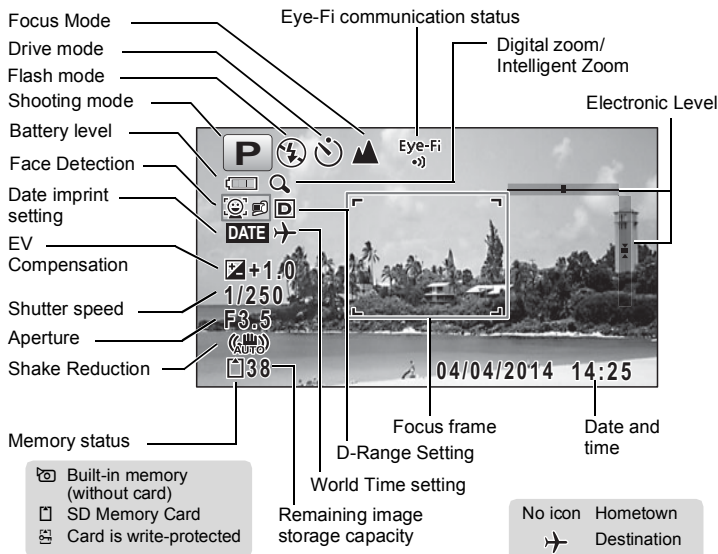 Focus Mode
Drive mode
Flash mode
Shooting mode
Battery level
Face Detection
Date imprint
setting
EV
Compensation
Shutter speed
Aperture
Shake Reduction
Memory status
Eye-Fi communication status
Digital zoom/
Intelligent Zoom
Electronic Level
P
Eye-Fi
D
DATE
+1.0
1/250
F3.5
AUTO
38
04/04/2014 14:25
Focus frame
Date and
time
D-Range Setting
World Time setting
Remaining image
storage capacity
Built-in memory
(without card)
SD Memory Card
Card is write-protected
No icon Hometown
Destination